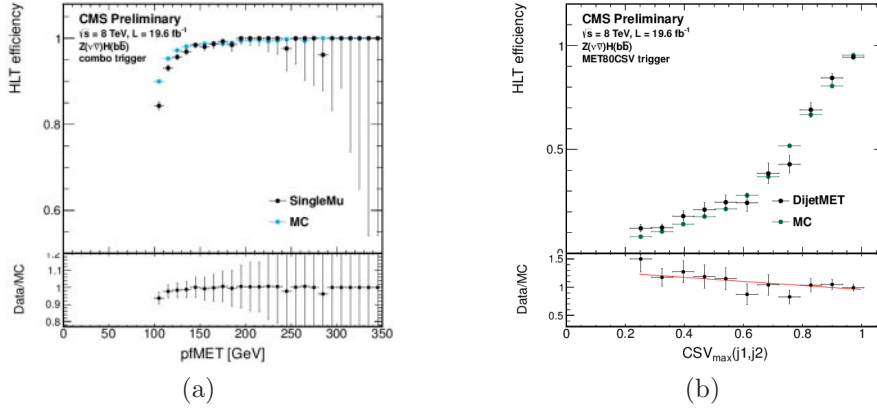 CMS Preliminary
√s = 8 TeV, L = 19.6 fb⁻¹
Z(νν̄)H(bb̄)
combo trigger
HLT efficiency
1
1
SingleMu
MC
Data/MC
1.2
1.1
1
0.9
0.8
0 50 100 150 200 250 300 350
pfMET [GeV]
(a)
CMS Preliminary
√s = 8 TeV, L = 19.6 fb⁻¹
Z(νν̄)H(bb̄)
MET80CSV trigger
HLT efficiency
1
0.5
DijetMET
MC
Data/MC
1.5
1.0
0.5
0 0.2 0.4 0.6 0.8 1
CSVmax(j1,j2)
(b)